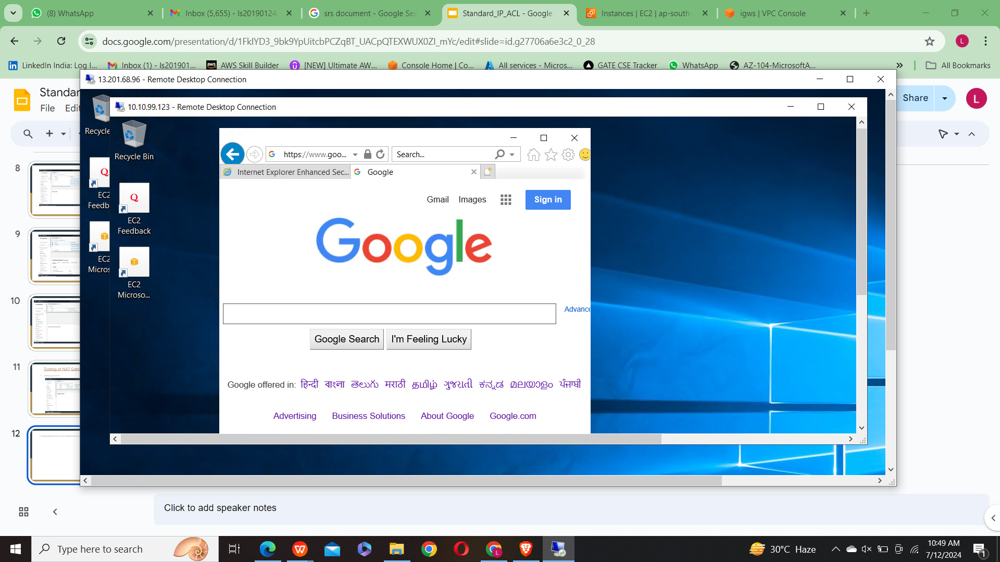 (8) WhatsApp
Inbox (5,655) - ls20190124
srs document - Google Sea
Standard_IP_ACL - Google
Instances | EC2 | ap-south-
igws | VPC Console
docs.google.com/presentation/d/1FklYD3_9bk9YpUitcbPCZqBT_UACpQTEXWUX0ZI_mYc/edit#slide=id.g27706a6e3c2_0_28
L
LinkedIn India: Log I...
Inbox (1) - ls201901...
aws
AWS Skill Builder
[NEW] Ultimate AW...
Console Home | Co...
All services - Micros...
GATE CSE Tracker
WhatsApp
AZ-104-MicrosoftA...
All Bookmarks
13.201.68.96 - Remote Desktop Connection
Standar
File Edit
Share
L
10.10.99.123 - Remote Desktop Connection
Recycle
Recycle Bin
https://www.goo...
Search...
Internet Explorer Enhanced Sec...
Google
8
EC2
Feedb
EC2
Feedback
Gmail Images
Sign in
Google
9
EC2
Micros
EC2
Microso...
10
Advance
Google Search
I'm Feeling Lucky
11
Testing of NAT Gate
Google offered in: हिन्दी বাংলা తెలుగు मराठी தமிழ் ગુજરાતી ಕನ್ನಡ മലയാളം ਪੰਜਾਬੀ
Advertising Business Solutions About Google Google.com
12
Click to add speaker notes
Type here to search
30°C Haze
10:49 AM
7/12/2024
1